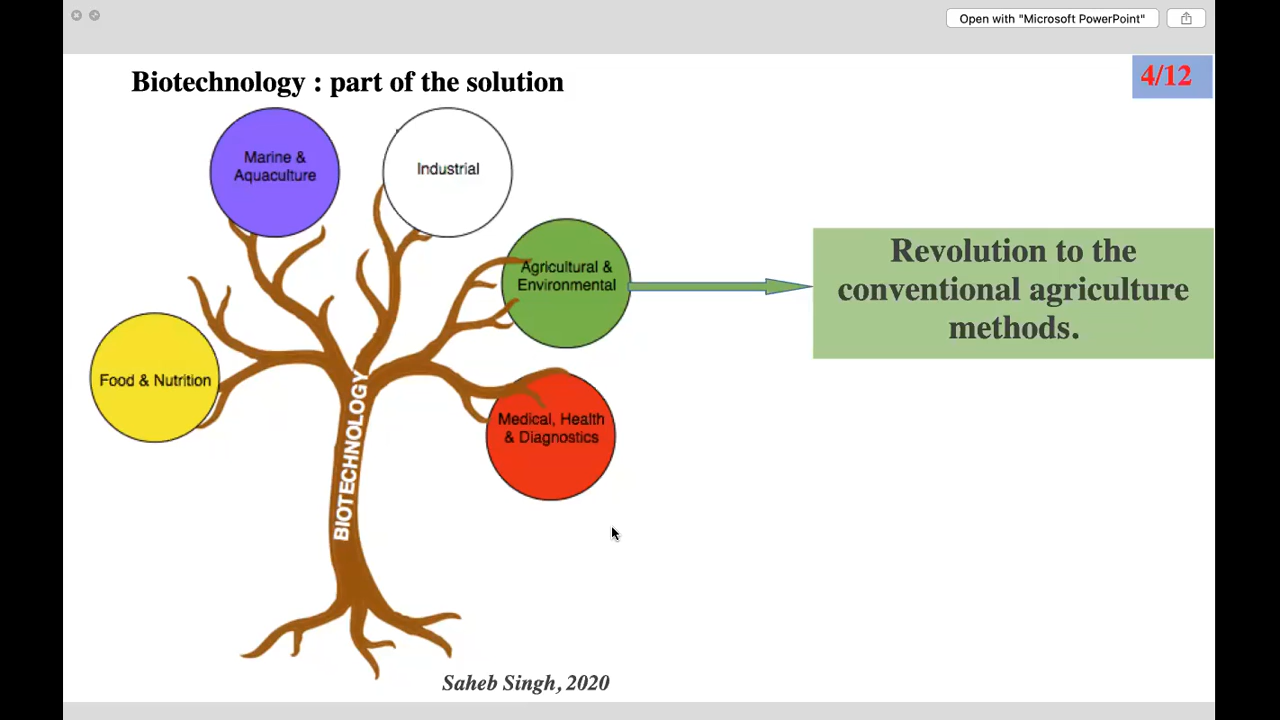 Open with "Microsoft PowerPoint"
Biotechnology : part of the solution
4/12
Marine &
Aquaculture
Industrial
Agricultural &
Environmental
Revolution to the
conventional agriculture
methods.
Food & Nutrition
Medical, Health
& Diagnostics
BIOTECHNOLOGY
Saheb Singh, 2020